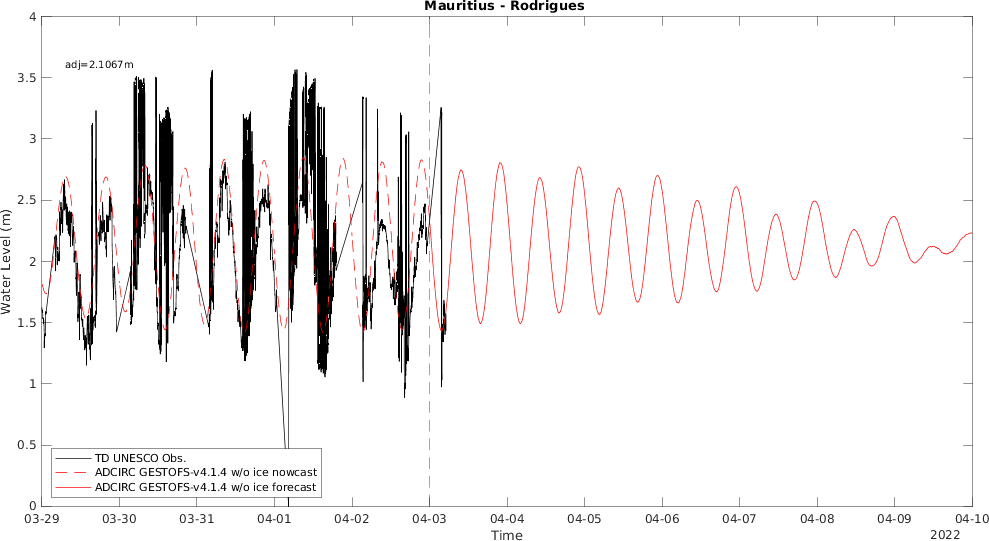 Mauritius - Rodrigues
adj=2.1067m
4
3.5
3
2.5
2
1.5
1
0.5
0
Water Level (m)
TD UNESCO Obs.
ADCIRC GESTOFS-v4.1.4 w/o ice nowcast
ADCIRC GESTOFS-v4.1.4 w/o ice forecast
03-29 03-30 03-31 04-01 04-02 04-03 04-04 04-05 04-06 04-07 04-08 04-09 04-10
Time
2022